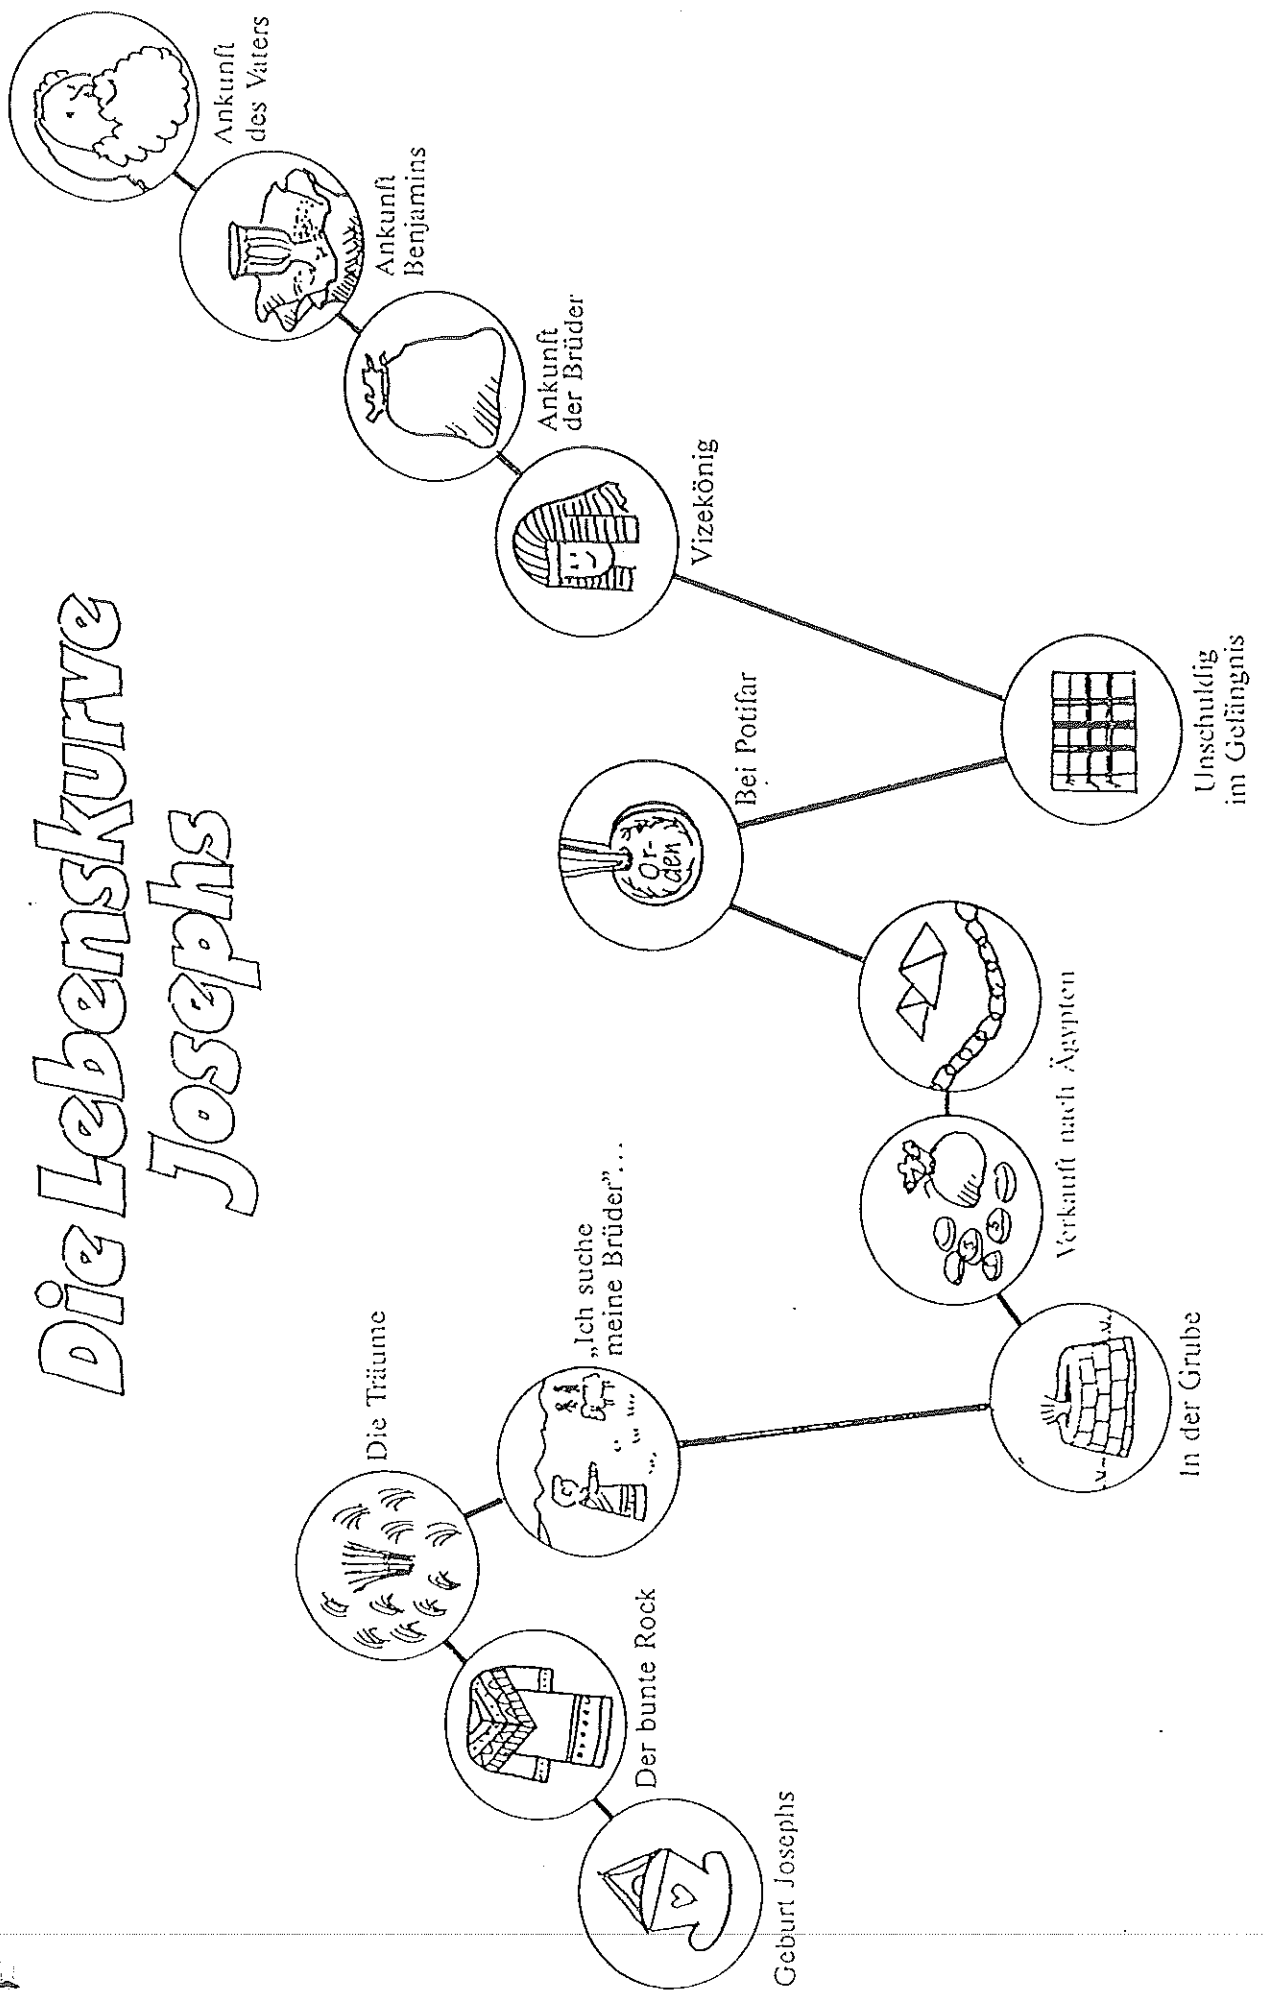 Die Lebenskurve
Josephs
Geburt Josephs
Der bunte Rock
Die Träume
„Ich suche
meine Brüder”...
In der Grube
Verkauft nach Ägypten
Bei Potifar
Or-
den
Unschuldig
im Gefängnis
Vizekönig
Ankunft
der Brüder
Ankunft
Benjamins
Ankunft
des Vaters